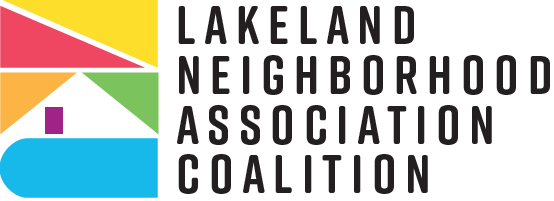 LAKELAND
NEIGHBORHOOD
ASSOCIATION
COALITION